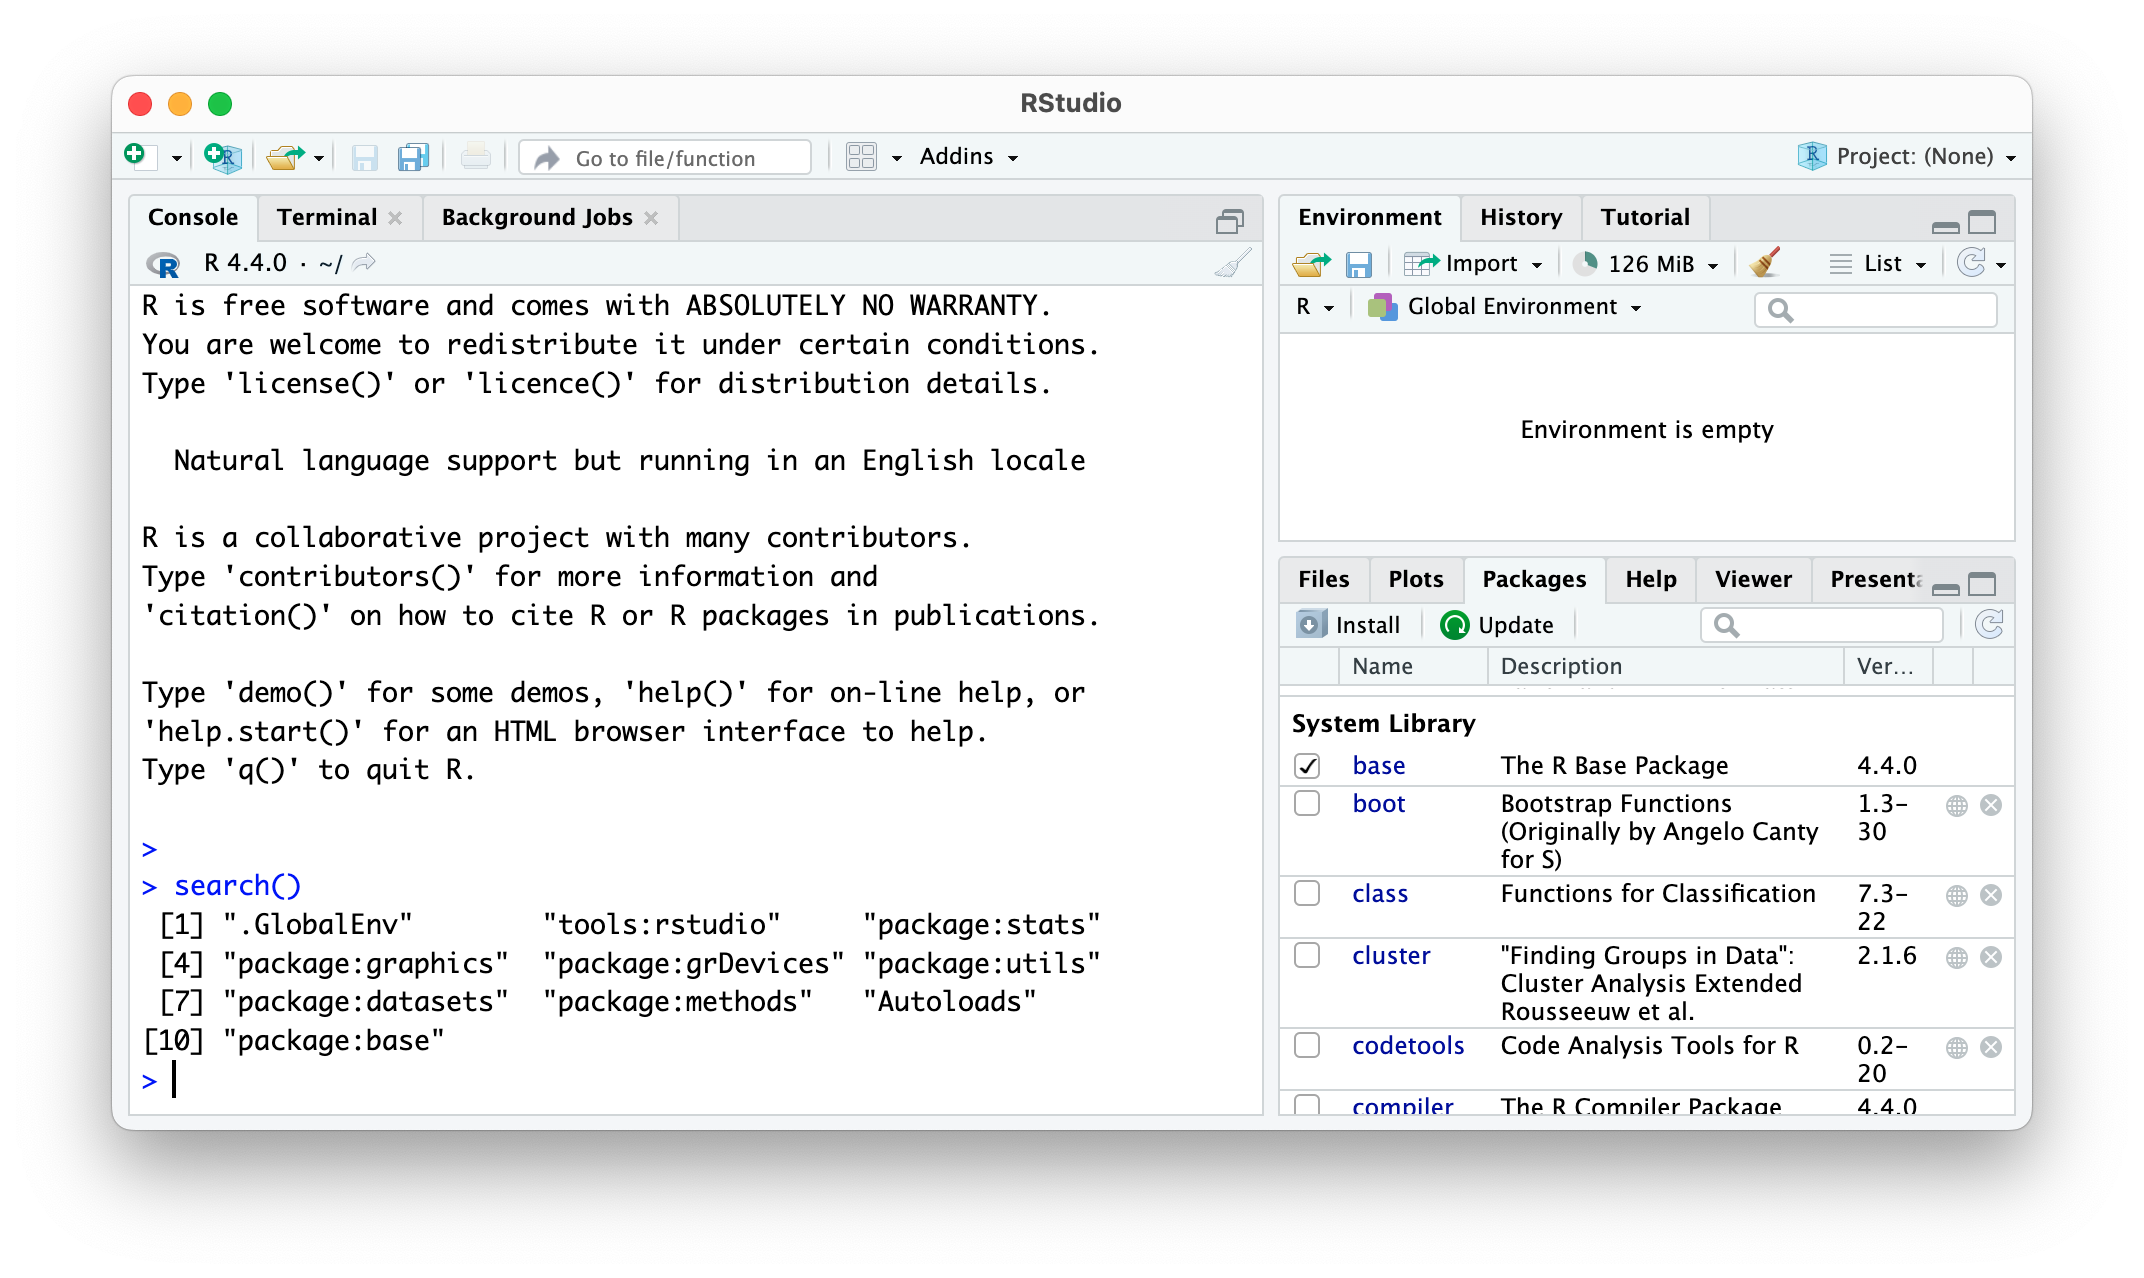 RStudio
Go to file/function
Addins
Project: (None)
Console
Terminal
Background Jobs
R 4.4.0 · ~/
R is free software and comes with ABSOLUTELY NO WARRANTY.
You are welcome to redistribute it under certain conditions.
Type 'license()' or 'licence()' for distribution details.
Natural language support but running in an English locale
R is a collaborative project with many contributors.
Type 'contributors()' for more information and
'citation()' on how to cite R or R packages in publications.
Type 'demo()' for some demos, 'help()' for on-line help, or
'help.start()' for an HTML browser interface to help.
Type 'q()' to quit R.
>
> search()
[1] ".GlobalEnv" "tools:rstudio" "package:stats"
[4] "package:graphics" "package:grDevices" "package:utils"
[7] "package:datasets" "package:methods" "Autoloads"
[10] "package:base"
>
Environment
History
Tutorial
Import
126 MiB
List
R
Global Environment
Environment is empty
Files
Plots
Packages
Help
Viewer
Presenta
Install
Update
Name
Description
Ver...
System Library
base
The R Base Package
4.4.0
boot
Bootstrap Functions
(Originally by Angelo Canty
for S)
1.3-
30
class
Functions for Classification
7.3-
22
cluster
"Finding Groups in Data":
Cluster Analysis Extended
Rousseeuw et al.
2.1.6
codetools
Code Analysis Tools for R
0.2-
20
compiler
The R Compiler Package
4.4.0